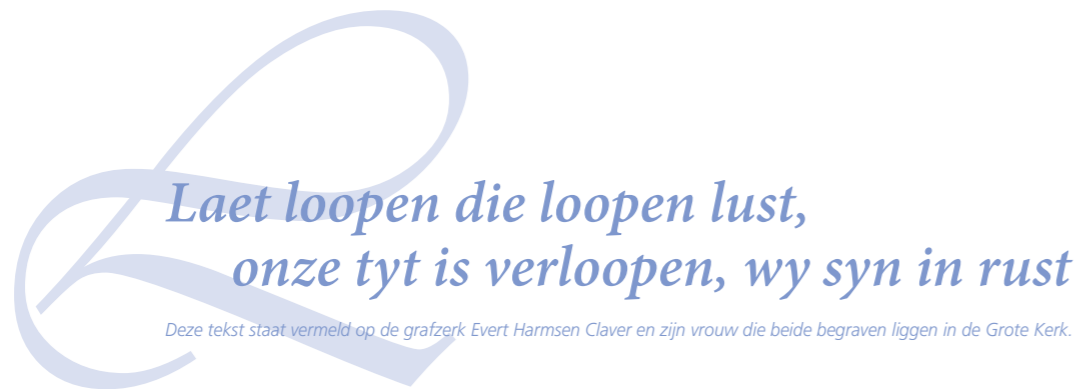 Laet loopen die loopen lust,
onze tyt is verloopen, wy syn in rust
Deze tekst staat vermeld op de grafzerk Evert Harmsen Claver en zijn vrouw die beide begraven liggen in de Grote Kerk.